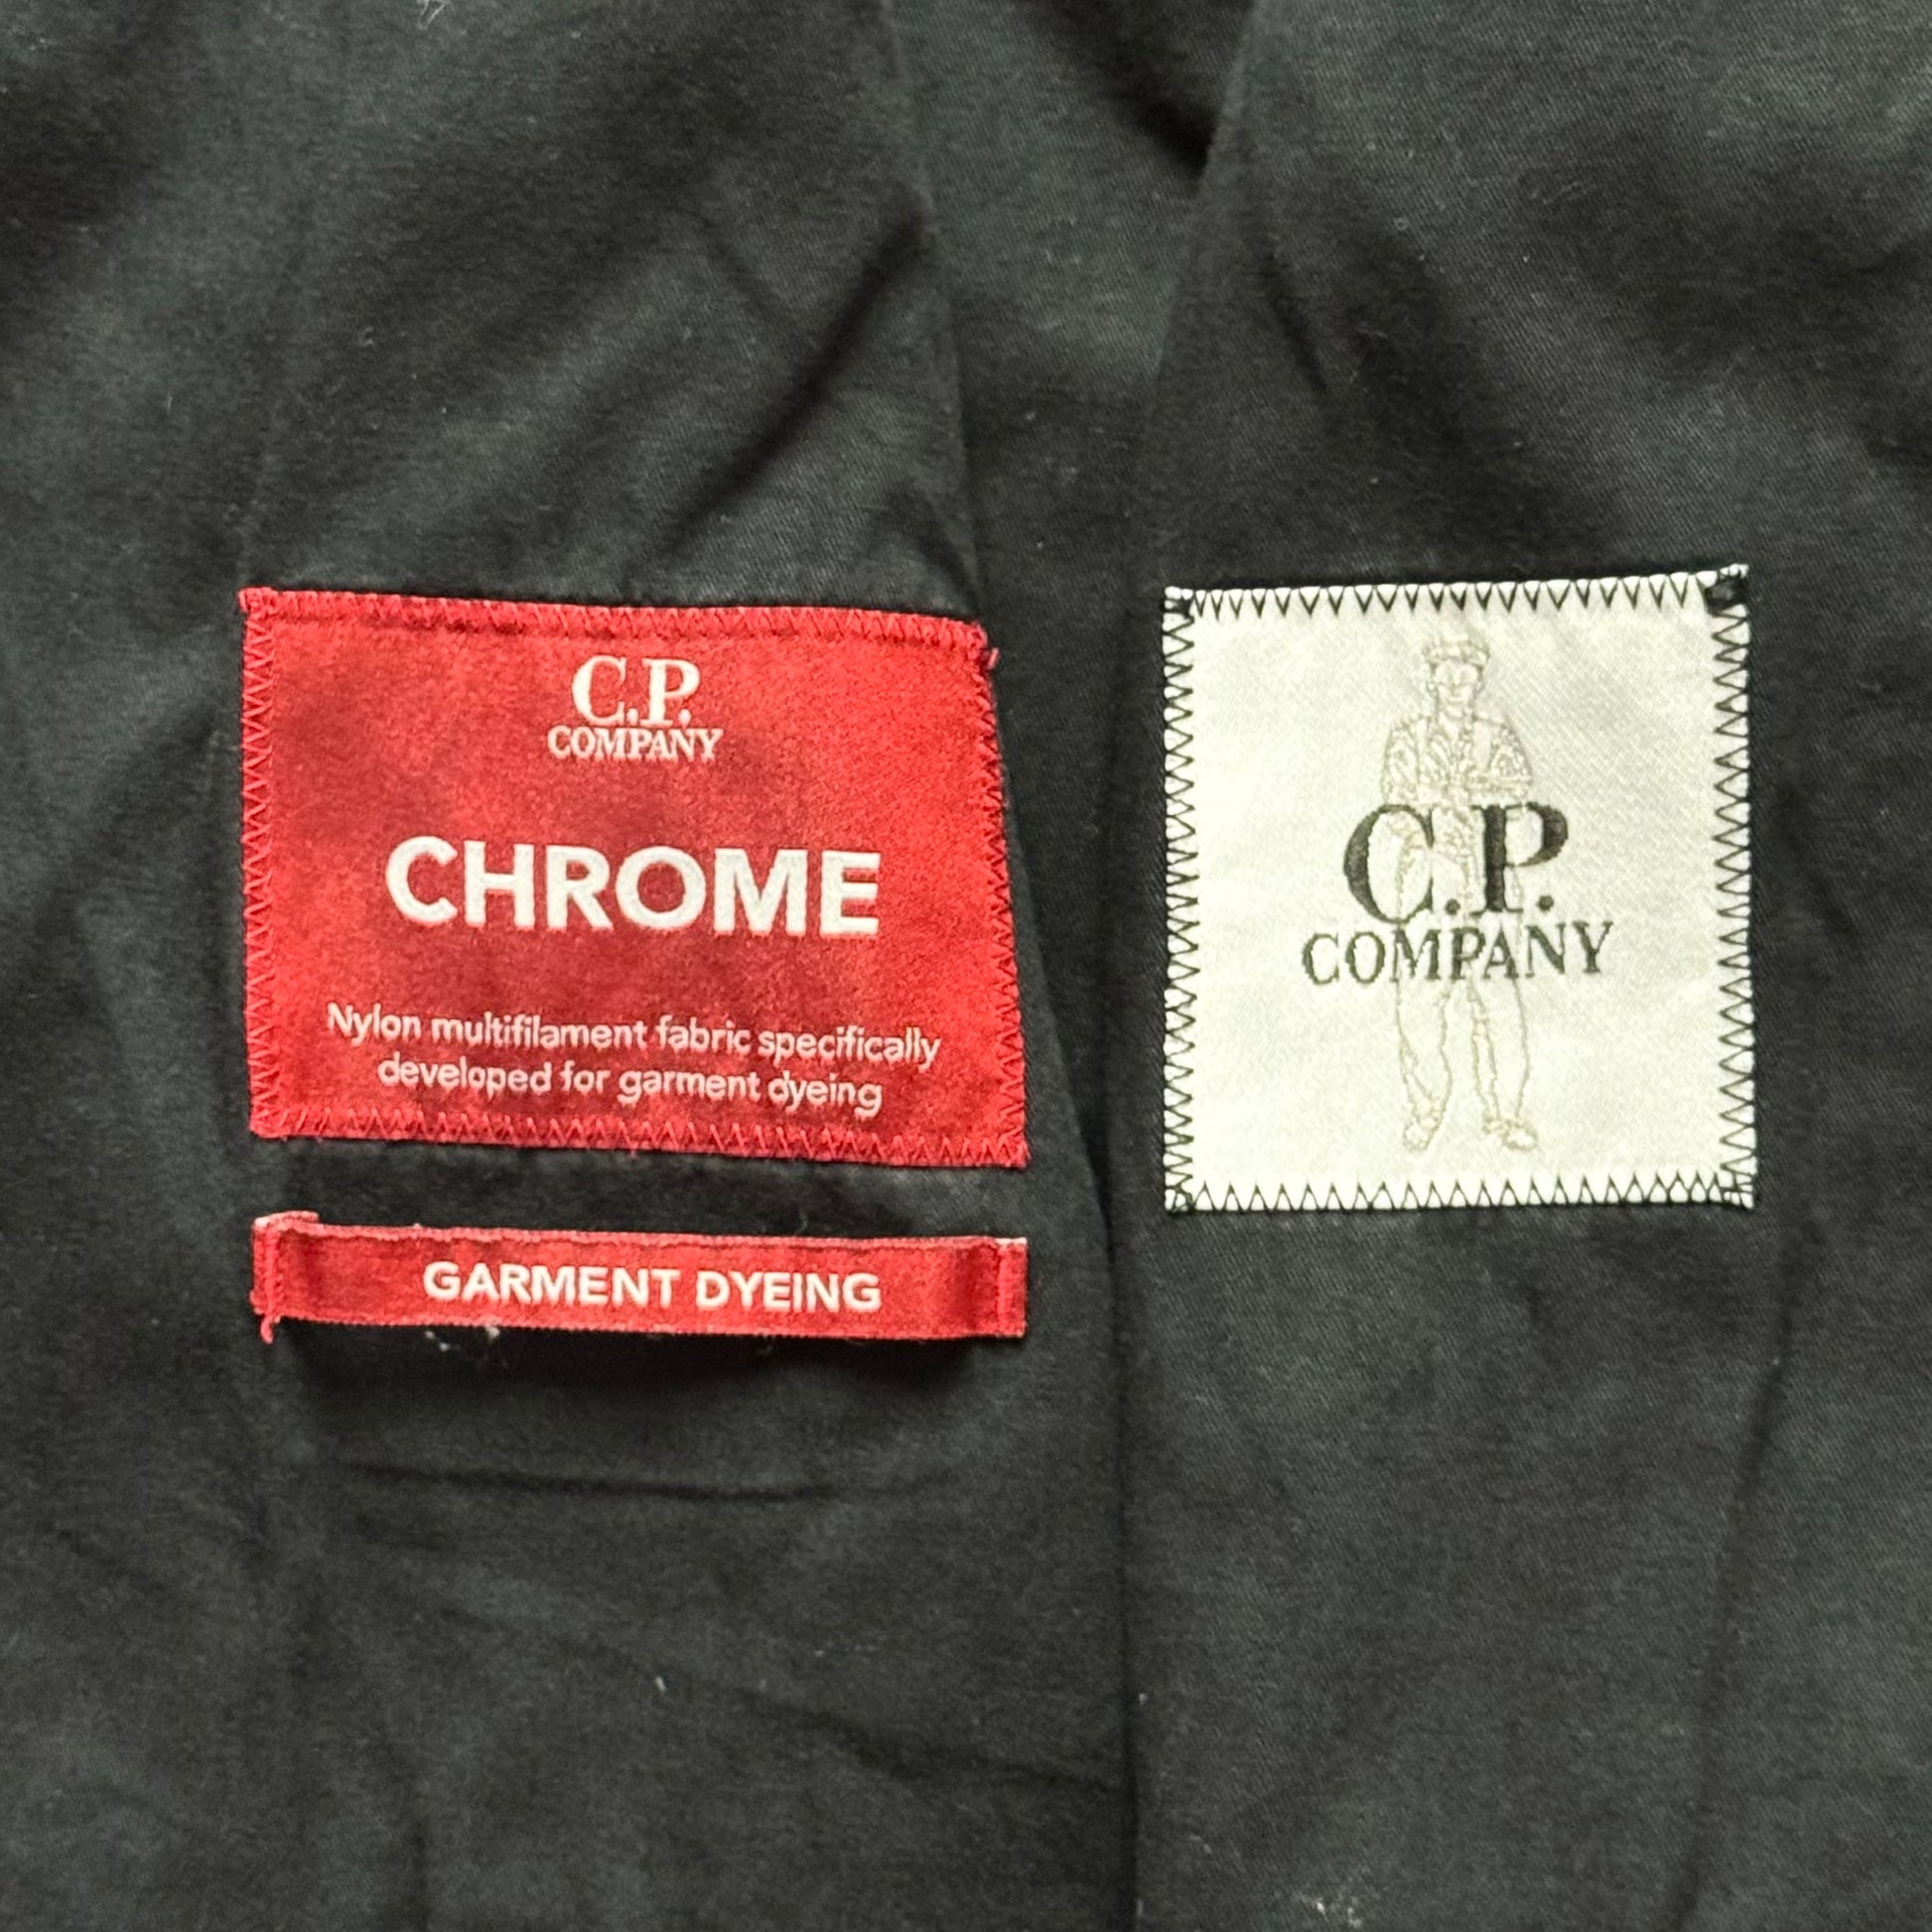 C.P.
COMPANY
CHROME
Nylon multifilament fabric specifically
developed for garment dyeing
GARMENT DYEING
C.P.
COMPANY